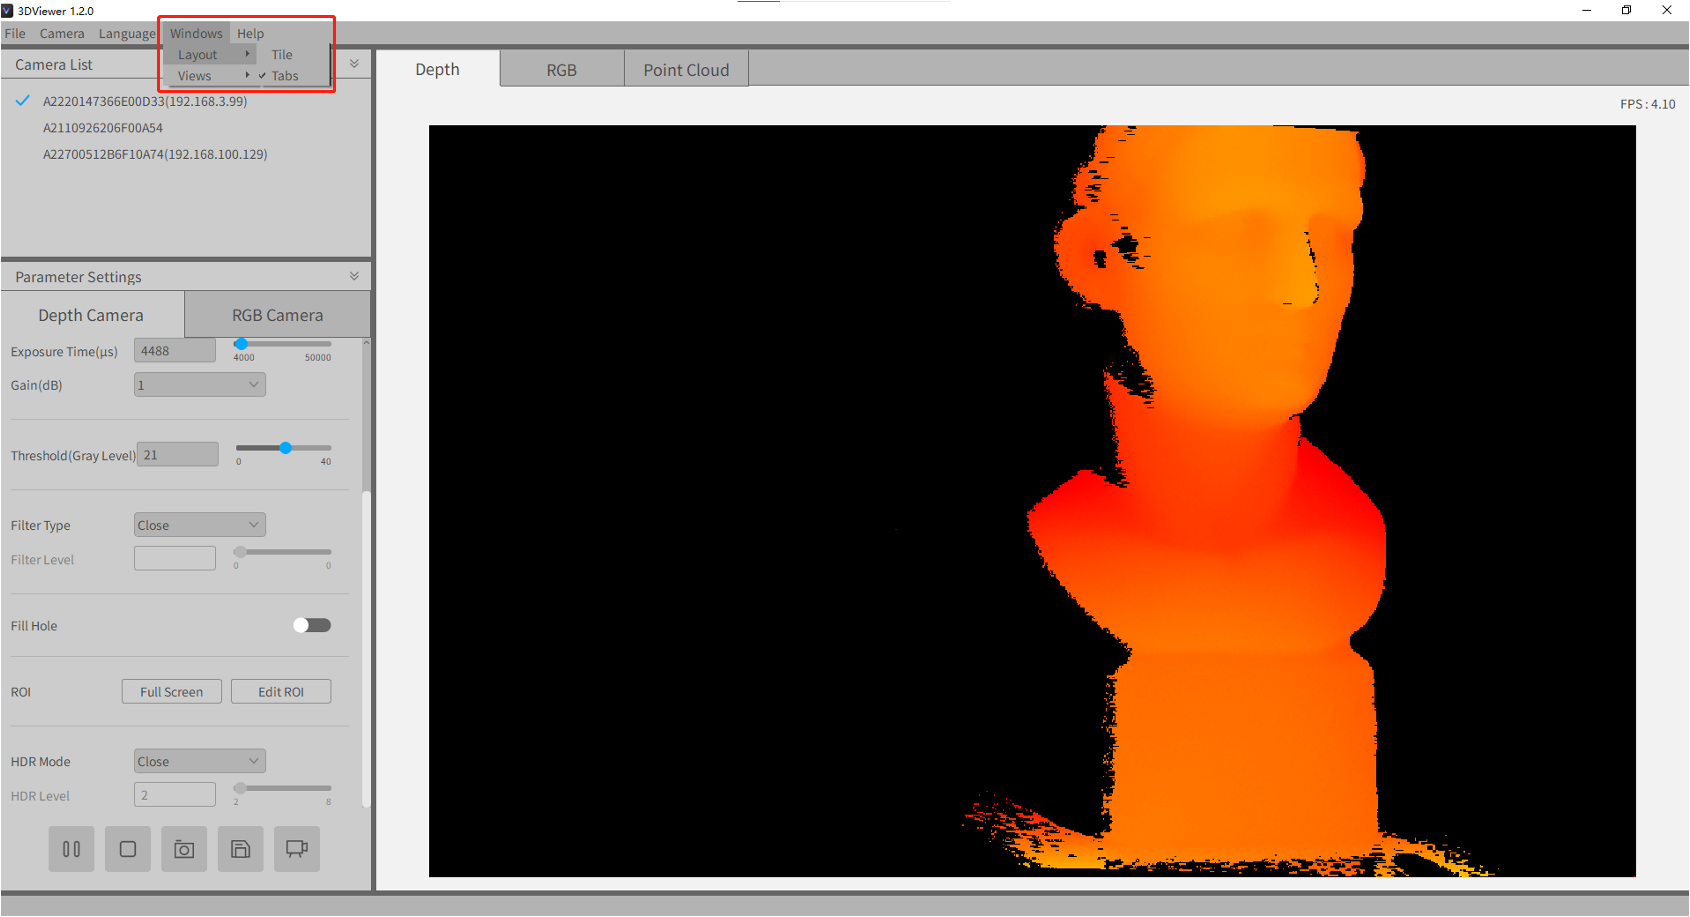 3DViewer 1.2.0
File Camera Language Windows Help
Layout Tile
Views Tabs
Camera List
A2220147366E00D33(192.168.3.99)
A2110926206F00A54
A22700512B6F10A74(192.168.100.129)
Depth RGB Point Cloud
FPS : 4.10
Parameter Settings
Depth Camera RGB Camera
Exposure Time(μs) 4488
4000 50000
Gain(dB) 1
Threshold(Gray Level) 21
0 40
Filter Type Close
Filter Level
0 0
Fill Hole
ROI Full Screen Edit ROI
HDR Mode Close
HDR Level 2
2 8